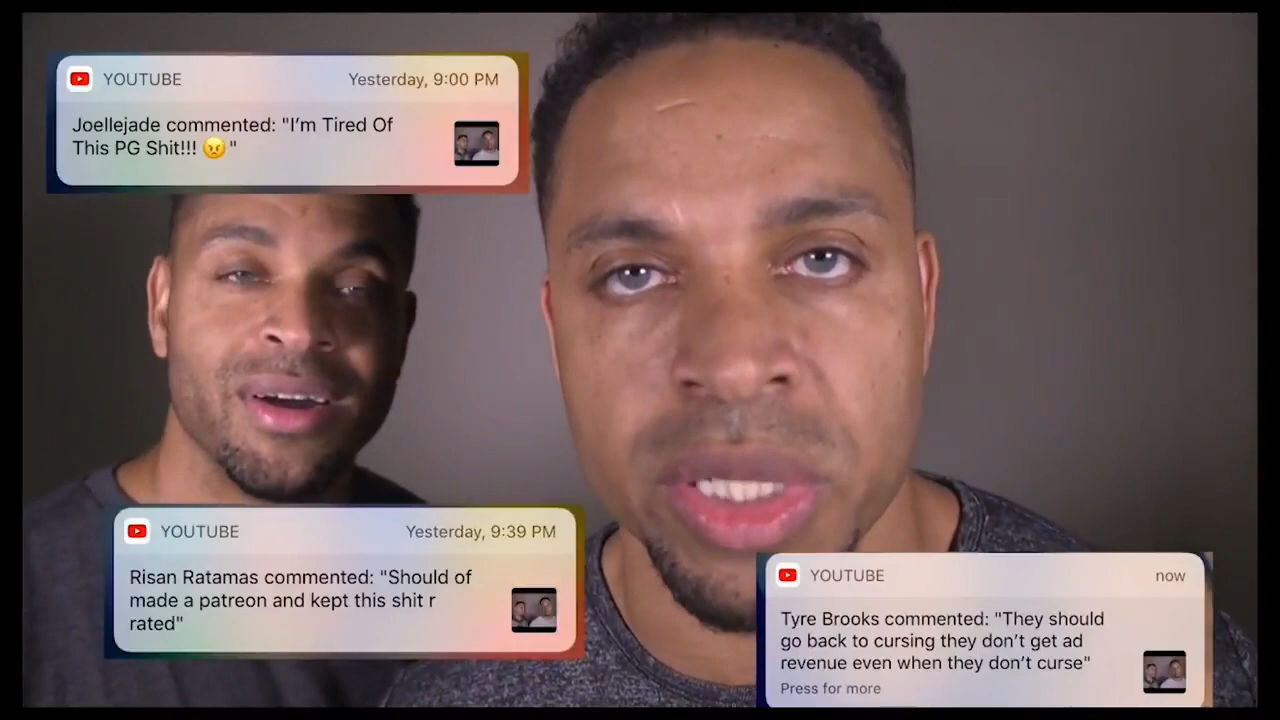 YOUTUBE Yesterday, 9:00 PM
Joellejade commented: "I'm Tired Of
This PG Shit!!! 😠"
YOUTUBE Yesterday, 9:39 PM
Risan Ratamas commented: "Should of
made a patreon and kept this shit r
rated"
YOUTUBE now
Tyre Brooks commented: "They should
go back to cursing they don't get ad
revenue even when they don't curse"
Press for more